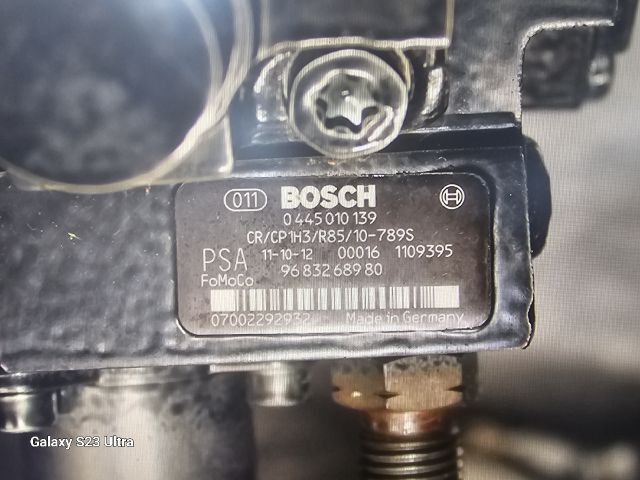 011 BOSCH
0 445 010 139
CR/CP1H3/R85/10-789S
PSA 11-10-12 00016 1109395
FoMoCo 96 832 689 80
07002292932 Made in Germany
Galaxy S23 Ultra